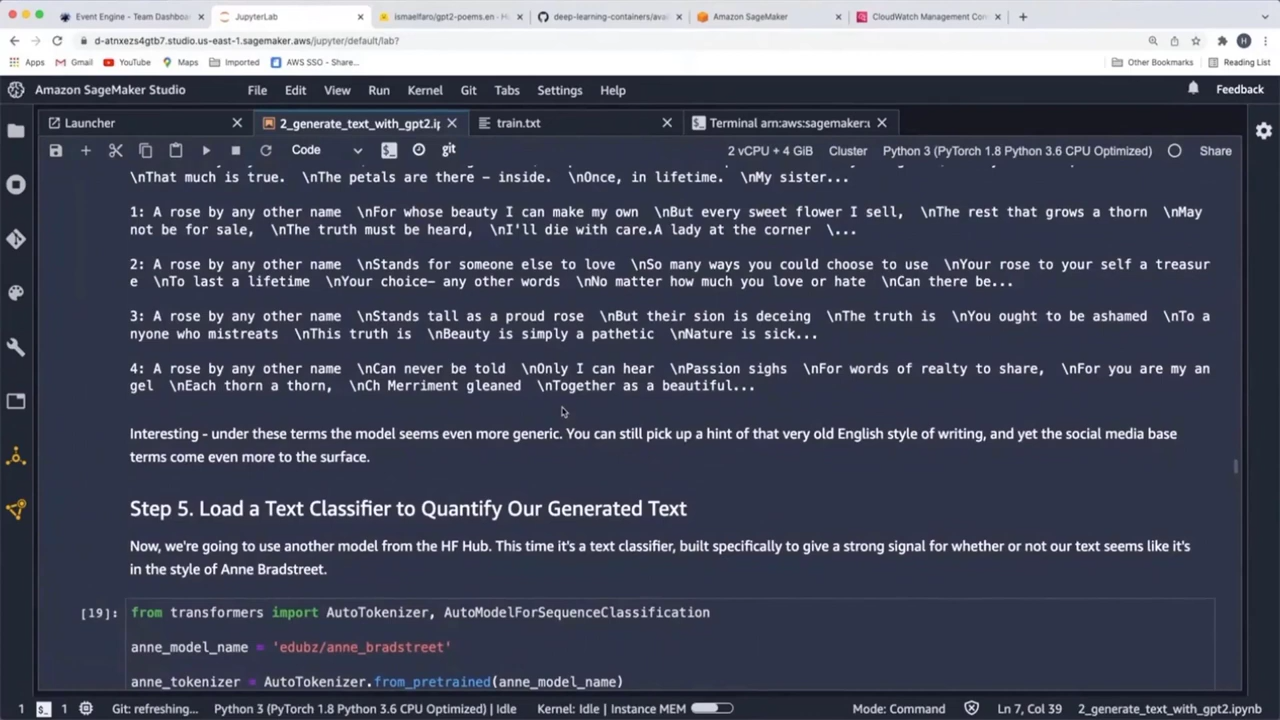 Event Engine - Team Dashboa
JupyterLab
ismaelfaro/gpt2-poems.en · Hu
deep-learning-containers/avai
Amazon SageMaker
CloudWatch Management Con
d-atnxezs4gtb7.studio.us-east-1.sagemaker.aws/jupyter/default/lab?
H
Apps
Gmail
YouTube
Maps
Imported
AWS SSO - Share...
Other Bookmarks
Reading List
Amazon SageMaker Studio
File
Edit
View
Run
Kernel
Git
Tabs
Settings
Help
Feedback
Launcher
2_generate_text_with_gpt2.ip
train.txt
Terminal arn:aws:sagemaker:u
Code
git
2 vCPU + 4 GiB
Cluster
Python 3 (PyTorch 1.8 Python 3.6 CPU Optimized)
Share
\nThat much is true. \nThe petals are there – inside. \nOnce, in lifetime. \nMy sister...
1: A rose by any other name \nFor whose beauty I can make my own \nBut every sweet flower I sell, \nThe rest that grows a thorn \nMay
not be for sale, \nThe truth must be heard, \nI'll die with care.A lady at the corner \...
2: A rose by any other name \nStands for someone else to love \nSo many ways you could choose to use \nYour rose to your self a treasur
e \nTo last a lifetime \nYour choice– any other words \nNo matter how much you love or hate \nCan there be...
3: A rose by any other name \nStands tall as a proud rose \nBut their sion is deceing \nThe truth is \nYou ought to be ashamed \nTo a
nyone who mistreats \nThis truth is \nBeauty is simply a pathetic \nNature is sick...
4: A rose by any other name \nCan never be told \nOnly I can hear \nPassion sighs \nFor words of realty to share, \nFor you are my an
gel \nEach thorn a thorn, \nCh Merriment gleaned \nTogether as a beautiful...
Interesting - under these terms the model seems even more generic. You can still pick up a hint of that very old English style of writing, and yet the social media base
terms come even more to the surface.
Step 5. Load a Text Classifier to Quantify Our Generated Text
Now, we're going to use another model from the HF Hub. This time it's a text classifier, built specifically to give a strong signal for whether or not our text seems like it's
in the style of Anne Bradstreet.
[19]:
from transformers import AutoTokenizer, AutoModelForSequenceClassification
anne_model_name = 'edubz/anne_bradstreet'
anne_tokenizer = AutoTokenizer.from_pretrained(anne_model_name)
1
1
Git: refreshing...
Python 3 (PyTorch 1.8 Python 3.6 CPU Optimized) | Idle
Kernel: Idle | Instance MEM
Mode: Command
Ln 7, Col 39
2_generate_text_with_gpt2.ipynb